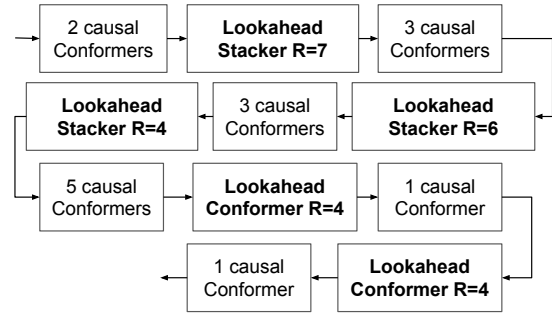 2 causal
Conformers
Lookahead
Stacker R=7
3 causal
Conformers
Lookahead
Stacker R=6
3 causal
Conformers
Lookahead
Stacker R=4
5 causal
Conformers
Lookahead
Conformer R=4
1 causal
Conformer
Lookahead
Conformer R=4
1 causal
Conformer